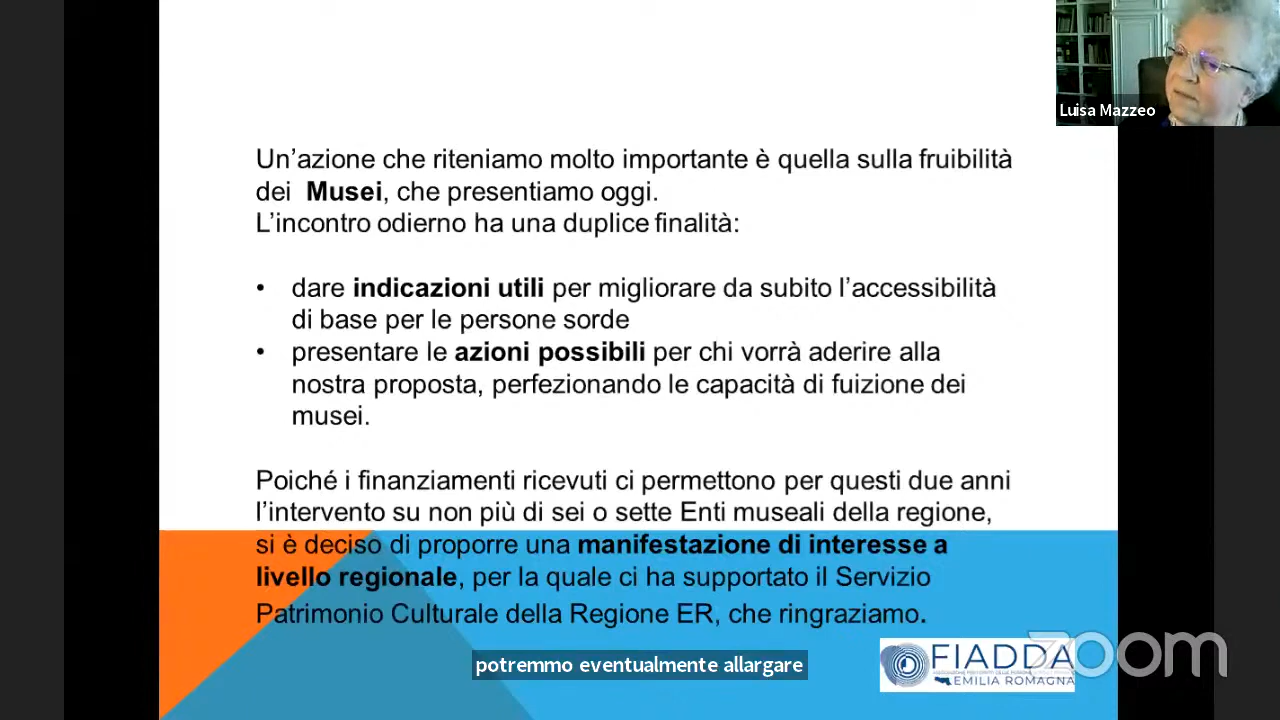 Luisa Mazzeo
Un’azione che riteniamo molto importante è quella sulla fruibilità
dei Musei, che presentiamo oggi.
L’incontro odierno ha una duplice finalità:
• dare indicazioni utili per migliorare da subito l’accessibilità
di base per le persone sorde
• presentare le azioni possibili per chi vorrà aderire alla
nostra proposta, perfezionando le capacità di fuizione dei
musei.
Poiché i finanziamenti ricevuti ci permettono per questi due anni
l’intervento su non più di sei o sette Enti museali della regione,
si è deciso di proporre una manifestazione di interesse a
livello regionale, per la quale ci ha supportato il Servizio
Patrimonio Culturale della Regione ER, che ringraziamo.
potremmo eventualmente allargare
FIADDA
EMILIA ROMAGNA
zoom